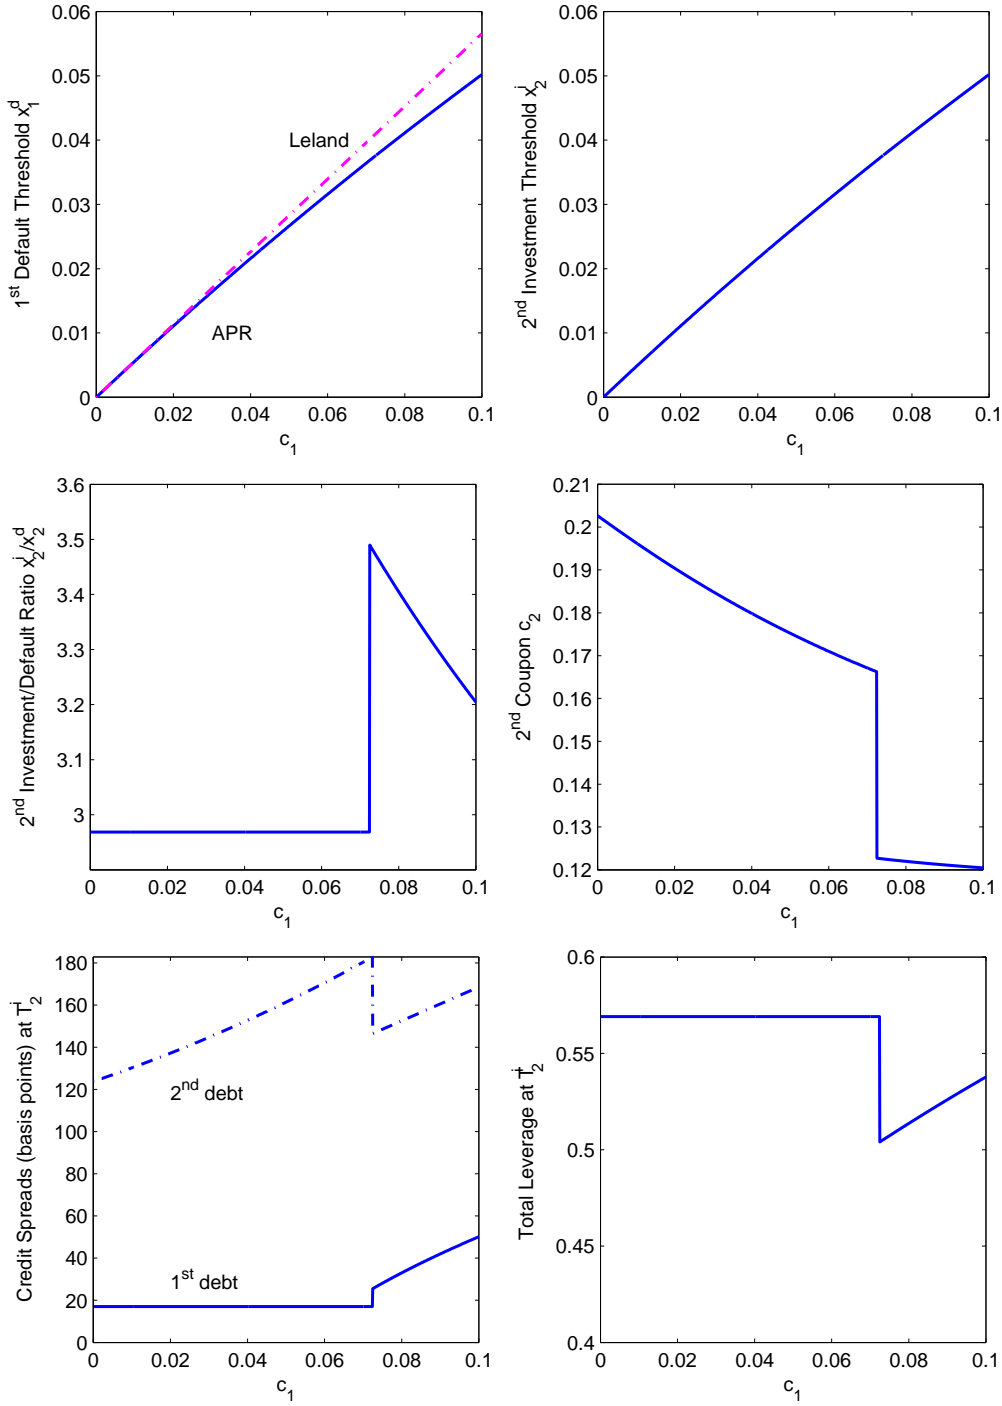 1st Default Threshold x1d
0.06
0.05
0.04
0.03
0.02
0.01
0
Leland
APR
0 0.02 0.04 0.06 0.08 0.1
c1
2nd Investment Threshold x2i
0.06
0.05
0.04
0.03
0.02
0.01
0
0 0.02 0.04 0.06 0.08 0.1
c1
2nd Investment/Default Ratio x2i/x2d
3.6
3.5
3.4
3.3
3.2
3.1
3
0 0.02 0.04 0.06 0.08 0.1
c1
2nd Coupon c2
0.21
0.2
0.19
0.18
0.17
0.16
0.15
0.14
0.13
0.12
0 0.02 0.04 0.06 0.08 0.1
c1
Credit Spreads (basis points) at T2i
180
160
140
120
100
80
60
40
20
0
2nd debt
1st debt
0 0.02 0.04 0.06 0.08 0.1
c1
Total Leverage at T2i
0.6
0.55
0.5
0.45
0.4
0 0.02 0.04 0.06 0.08 0.1
c1